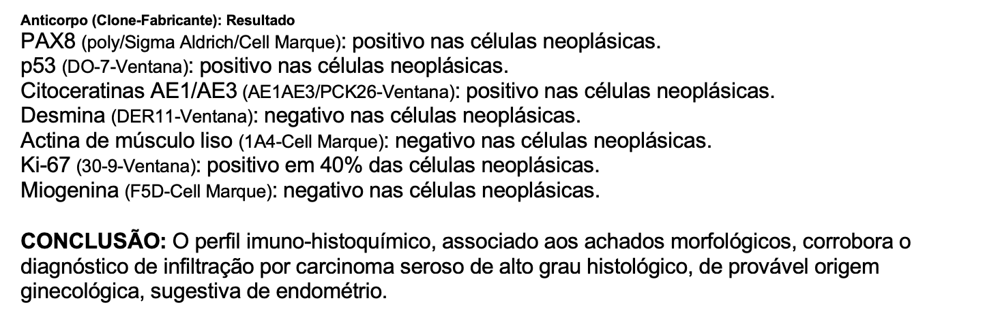 Anticorpo (Clone-Fabricante): Resultado
PAX8 (poly/Sigma Aldrich/Cell Marque): positivo nas células neoplásicas.
p53 (DO-7-Ventana): positivo nas células neoplásicas.
Citoceratinas AE1/AE3 (AE1AE3/PCK26-Ventana): positivo nas células neoplásicas.
Desmina (DER11-Ventana): negativo nas células neoplásicas.
Actina de músculo liso (1A4-Cell Marque): negativo nas células neoplásicas.
Ki-67 (30-9-Ventana): positivo em 40% das células neoplásicas.
Miogenina (F5D-Cell Marque): negativo nas células neoplásicas.
CONCLUSÃO: O perfil imuno-histoquímico, associado aos achados morfológicos, corrobora o
diagnóstico de infiltração por carcinoma seroso de alto grau histológico, de provável origem
ginecológica, sugestiva de endométrio.